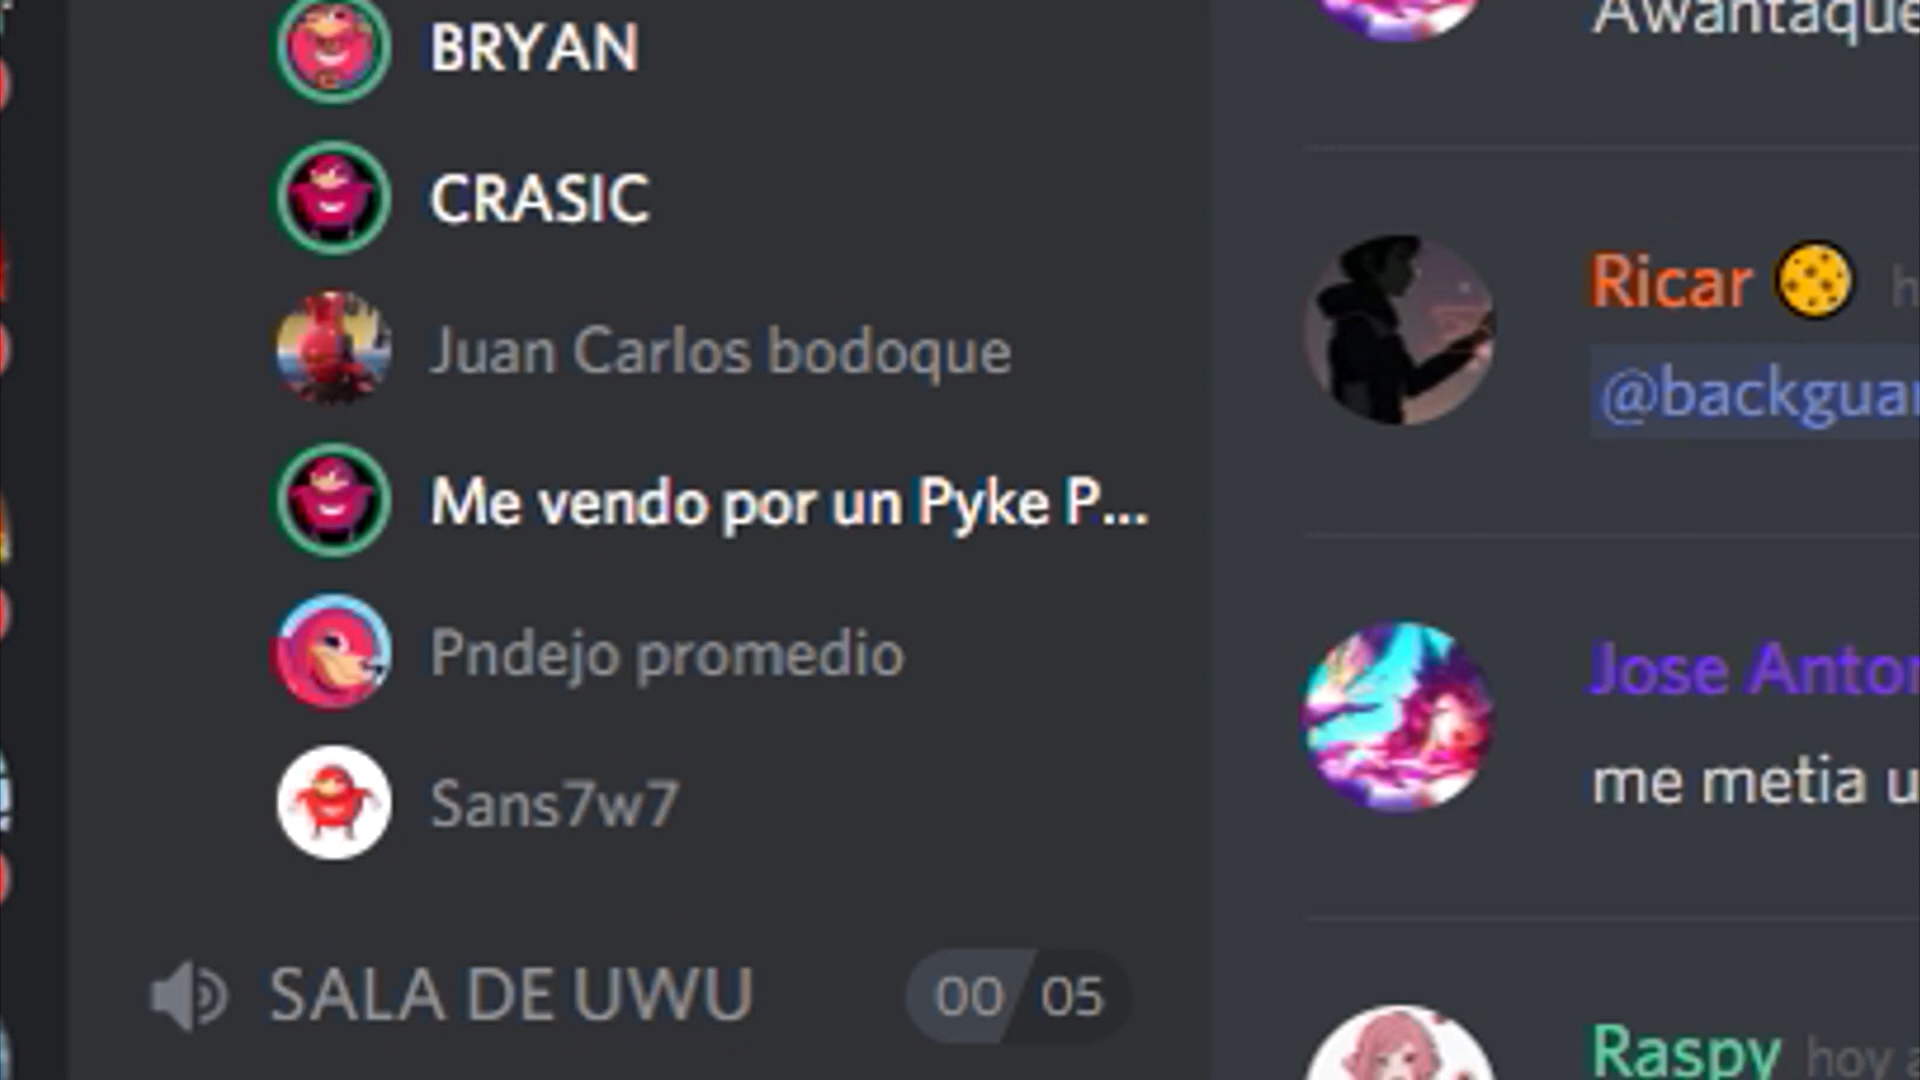 BRYAN
CRASIC
Juan Carlos bodoque
Me vendo por un Pyke P...
Pndejo promedio
Sans7w7
SALA DE UWU 00 05
Awantaque
Ricar h
@backguar
Jose Anton
me metia u
Raspy hoy a